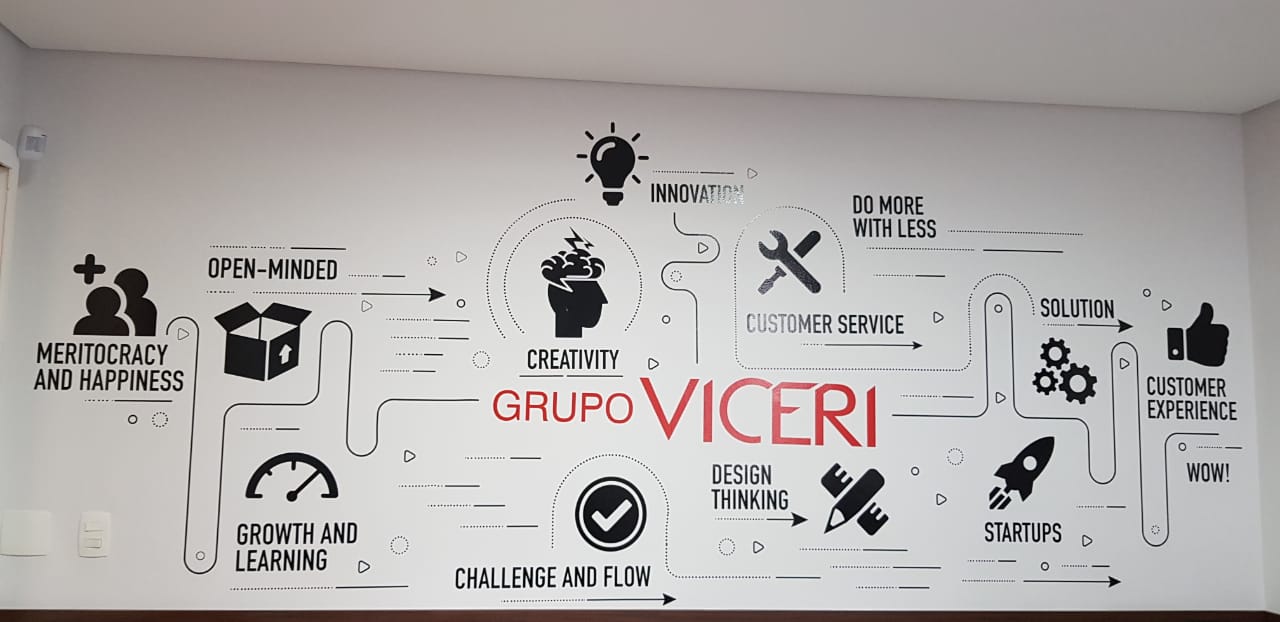 INNOVATION
DO MORE
WITH LESS
OPEN-MINDED
CUSTOMER SERVICE
SOLUTION
MERITOCRACY
AND HAPPINESS
CREATIVITY
CUSTOMER
EXPERIENCE
GRUPO VICERI
WOW!
DESIGN
THINKING
GROWTH AND
LEARNING
STARTUPS
CHALLENGE AND FLOW